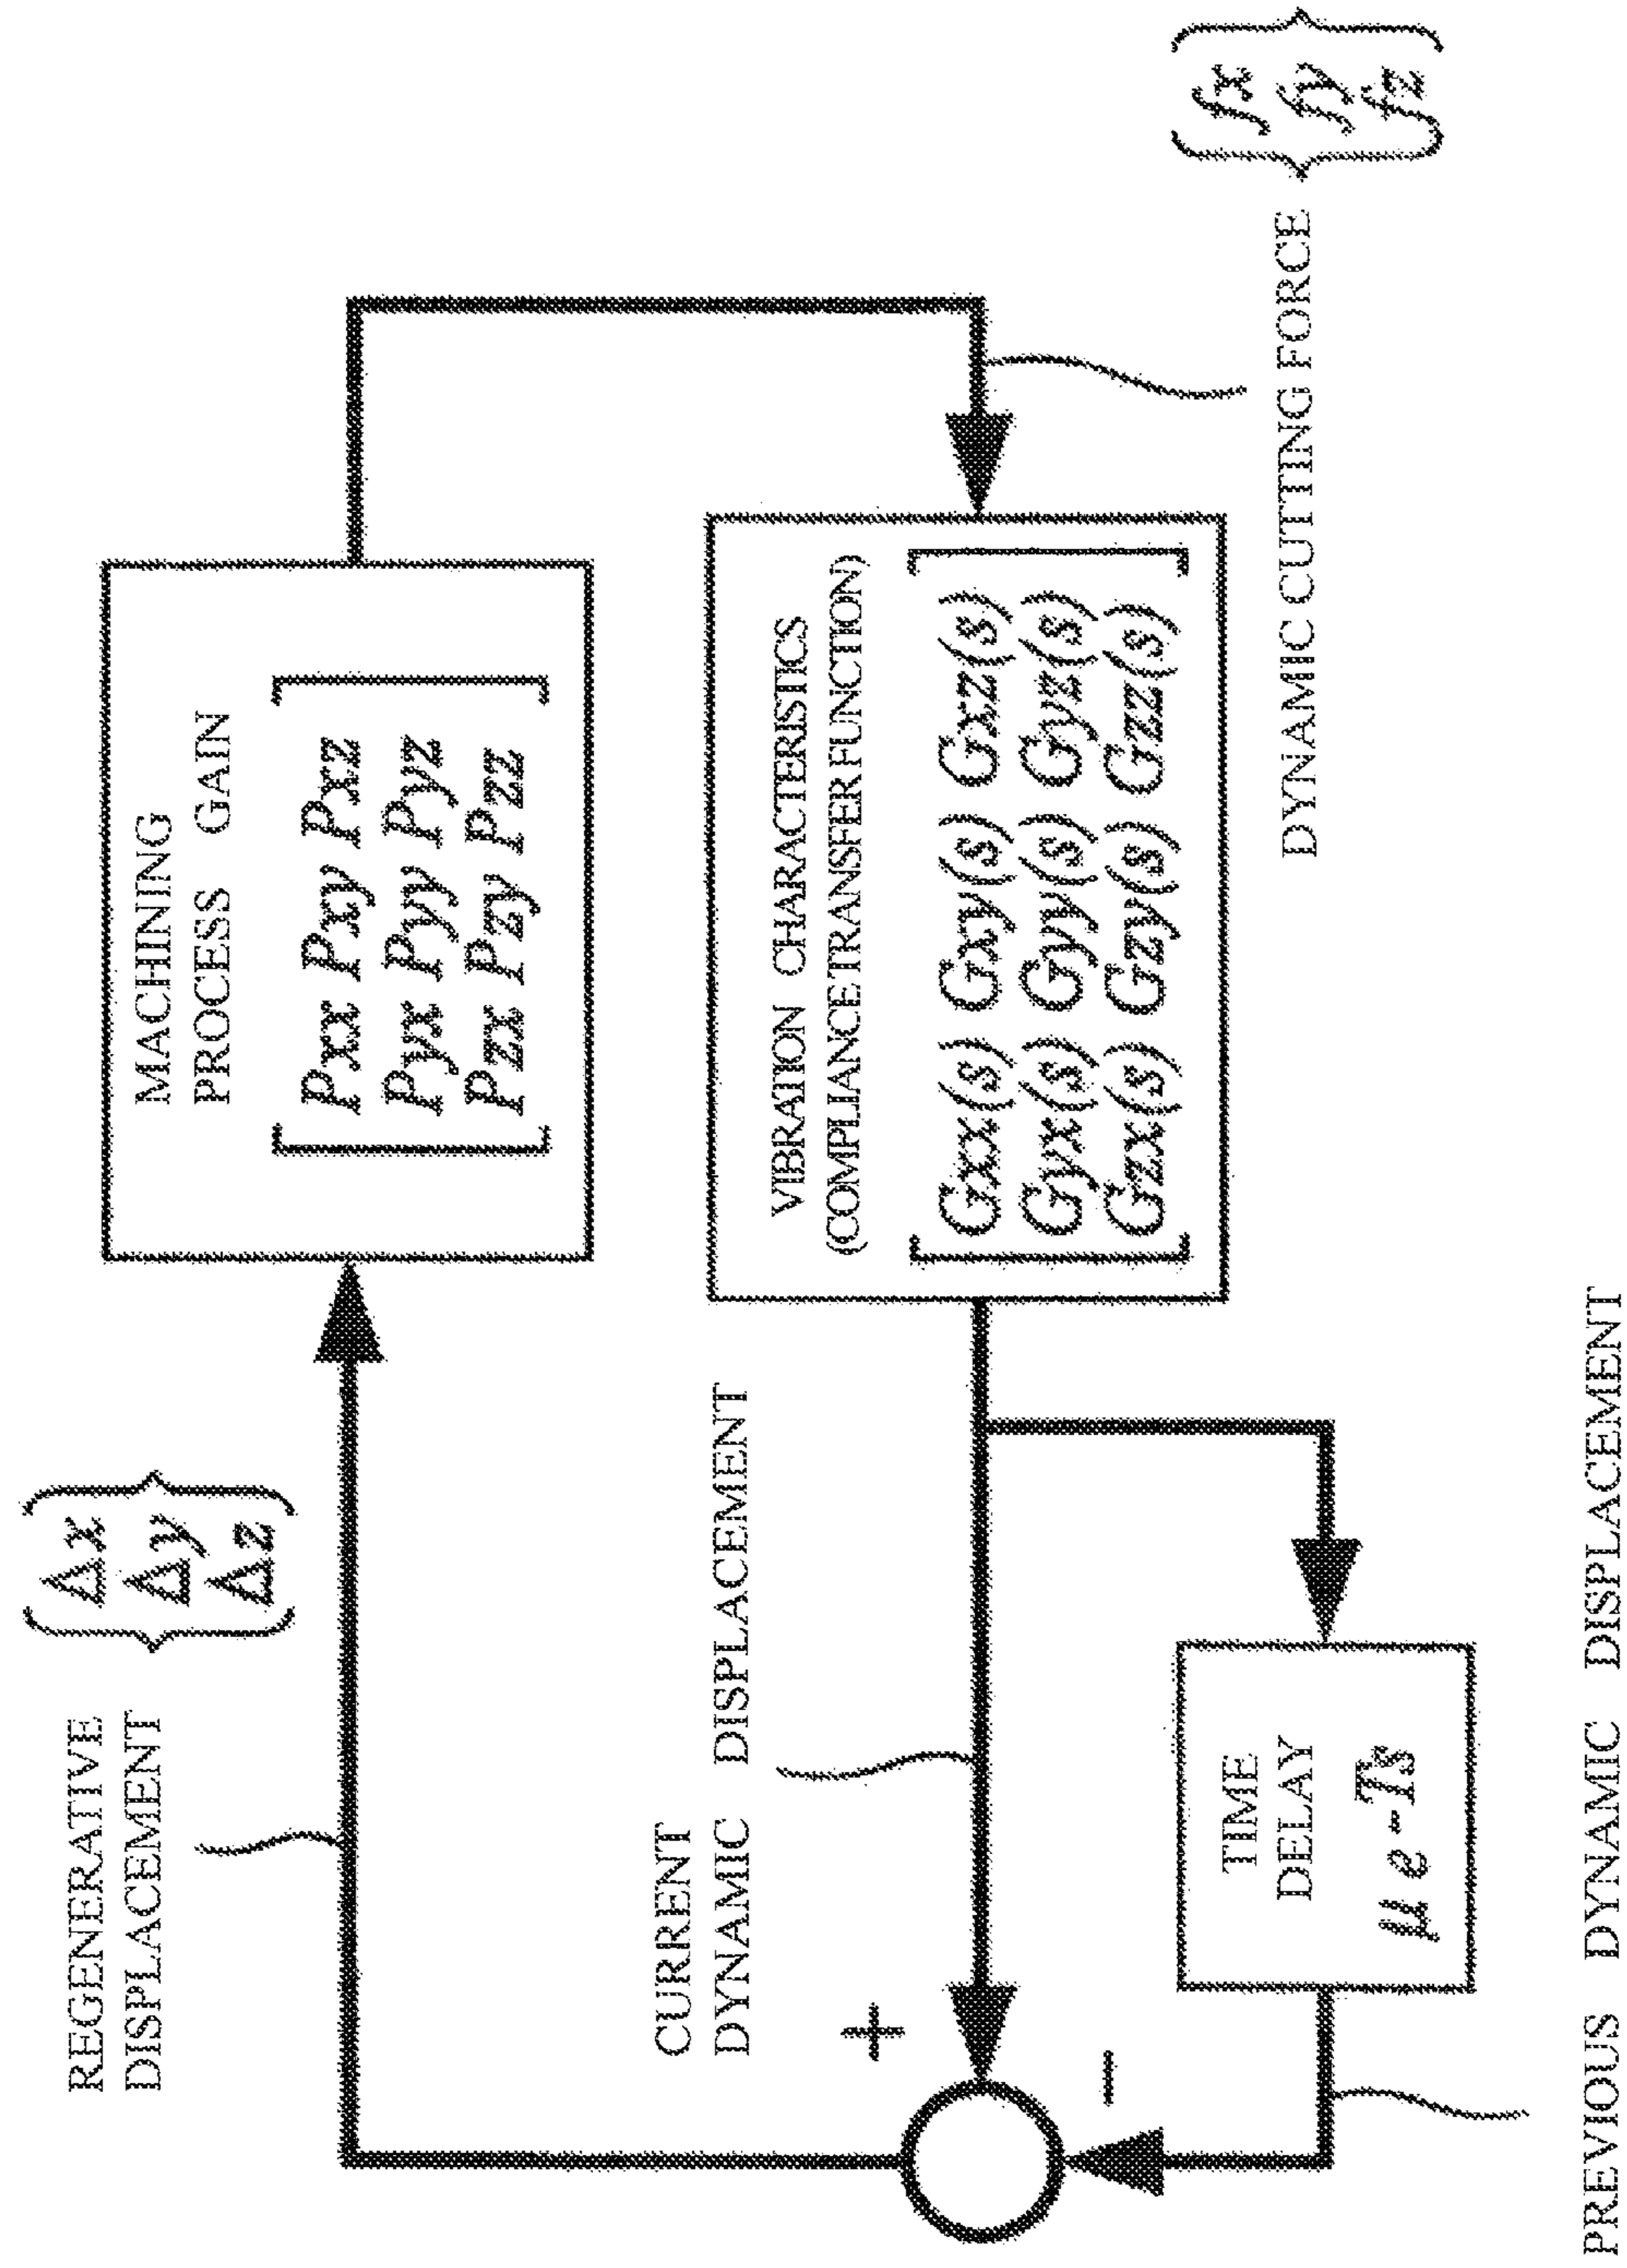 REGENERATIVE
DISPLACEMENT
Δx
Δy
Δz
MACHINING
PROCESS GAIN
Pxx Pxy Pxz
Pyx Pyy Pyz
Pzx Pzy Pzz
CURRENT
DYNAMIC DISPLACEMENT
+
−
VIBRATION CHARACTERISTICS
(COMPLIANCE TRANSFER FUNCTION)
Gxx(s) Gxy(s) Gxz(s)
Gyx(s) Gyy(s) Gyz(s)
Gzx(s) Gzy(s) Gzz(s)
TIME
DELAY
μ e -Ts
DYNAMIC CUTTING FORCE
fx
fy
fz
PREVIOUS DYNAMIC DISPLACEMENT